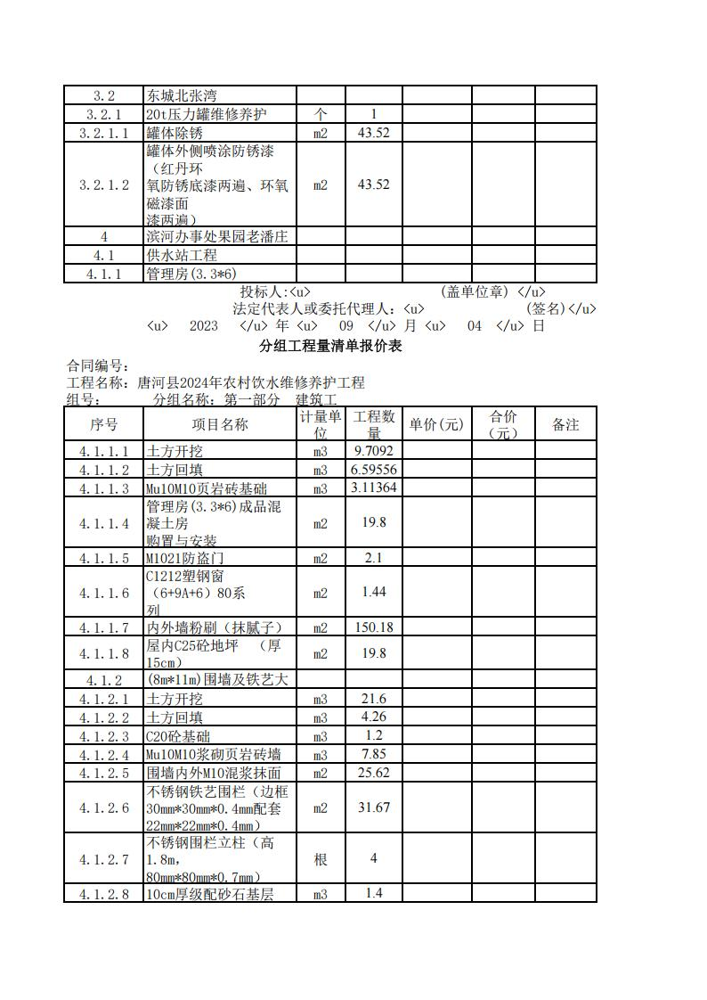 3.2 东城北张湾
3.2.1 20t压力罐维修养护 个 1
3.2.1.1 罐体除锈 m2 43.52
罐体外侧喷涂防锈漆
（红丹环
3.2.1.2 氧防锈底漆两遍、环氧 m2 43.52
磁漆面
漆两遍）
4 滨河办事处果园老潘庄
4.1 供水站工程
4.1.1 管理房(3.3*6)
投标人:<u> (盖单位章) </u>
法定代表人或委托代理人: <u> (签名)</u>
<u> 2023 </u> 年 <u> 09 </u> 月 <u> 04 </u> 日
分组工程量清单报价表
合同编号:
工程名称: 唐河县2024年农村饮水维修养护工程
组号: 分组名称: 第一部分 建筑工
序号 项目名称 计量单位 工程数量 单价(元) 合价（元） 备注
4.1.1.1 土方开挖 m3 9.7092
4.1.1.2 土方回填 m3 6.59556
4.1.1.3 Mu10M10页岩砖基础 m3 3.11364
管理房(3.3*6)成品混
4.1.1.4 凝土房 m2 19.8
购置与安装
4.1.1.5 M1021防盗门 m2 2.1
C1212塑钢窗
4.1.1.6 （6+9A+6）80系 m2 1.44
列
4.1.1.7 内外墙粉刷（抹腻子） m2 150.18
4.1.1.8 屋内C25砼地坪 （厚 m2 19.8
15cm）
4.1.2 (8m*11m)围墙及铁艺大
4.1.2.1 土方开挖 m3 21.6
4.1.2.2 土方回填 m3 4.26
4.1.2.3 C20砼基础 m3 1.2
4.1.2.4 Mu10M10浆砌页岩砖墙 m3 7.85
4.1.2.5 围墙内外M10混浆抹面 m2 25.62
不锈钢铁艺围栏（边框
4.1.2.6 30mm*30mm*0.4mm配套 m2 31.67
22mm*22mm*0.4mm）
不锈钢围栏立柱（高
4.1.2.7 1.8m, 根 4
80mm*80mm*0.7mm）
4.1.2.8 10cm厚级配砂石基层 m3 1.4